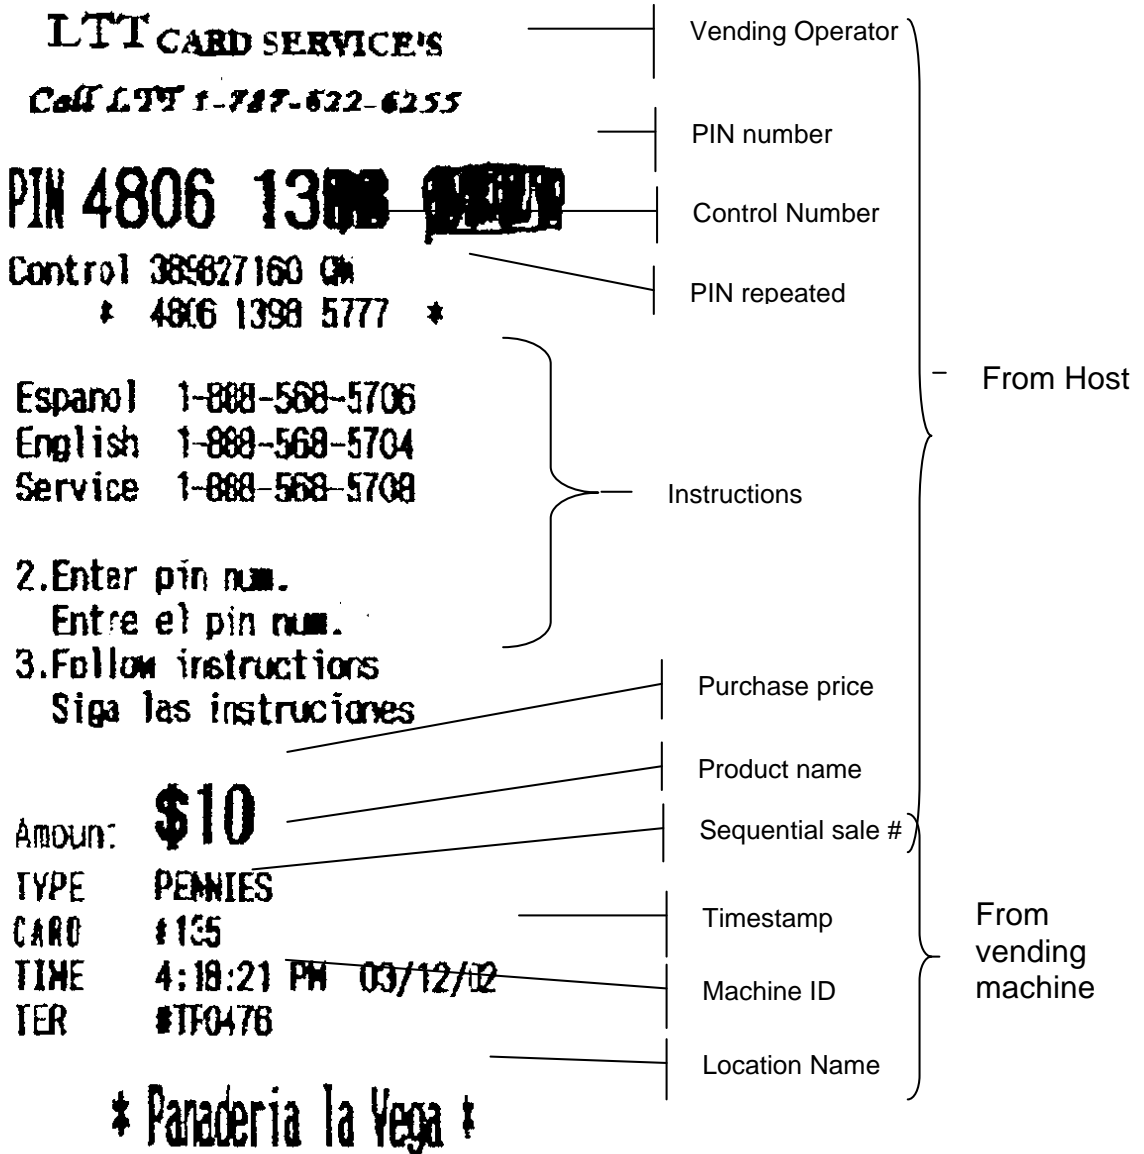 LTT CARD SERVICE'S
Call LTT 1-787-622-6255
PIN 4806 13
Control 389827160
* 4806 1398 5777 *
Espanol 1-888-568-5706
English 1-888-568-5704
Service 1-888-568-5708
2.Enter pin num.
Entre el pin num.
3.Follow instructions
Siga las instruciones
Amount $10
TYPE PENNIES
CARD #135
TIME 4:18:21 PM 03/12/02
TER #TF0476
* Panaderia la Vega *
Vending Operator
PIN number
Control Number
PIN repeated
Instructions
Purchase price
Product name
Sequential sale #
Timestamp
Machine ID
Location Name
From Host
From
vending
machine